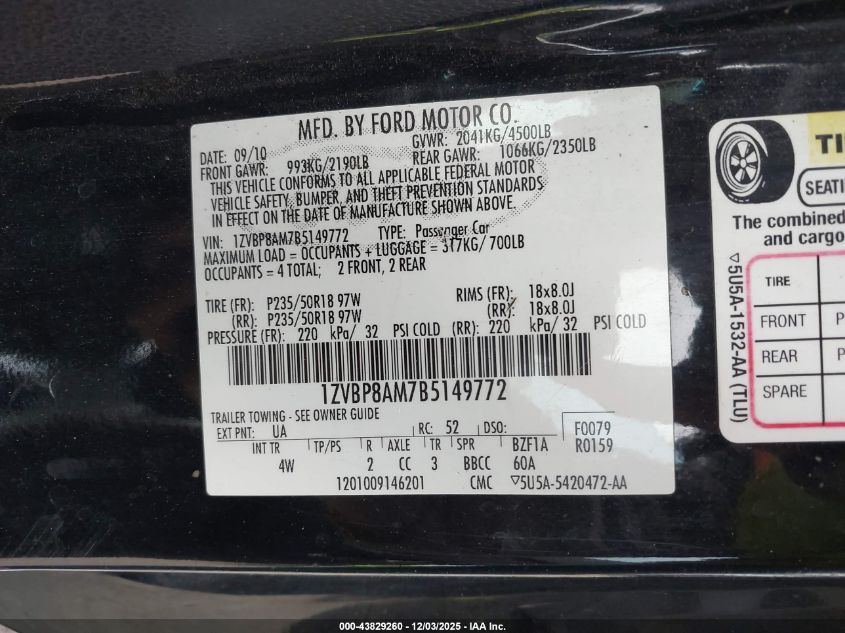 MFD. BY FORD MOTOR CO.
DATE: 09/10 GVWR: 2041KG/4500LB
FRONT GAWR: 993KG/2190LB REAR GAWR: 1066KG/2350LB
THIS VEHICLE CONFORMS TO ALL APPLICABLE FEDERAL MOTOR
VEHICLE SAFETY, BUMPER, AND THEFT PREVENTION STANDARDS
IN EFFECT ON THE DATE OF MANUFACTURE SHOWN ABOVE.
VIN: 1ZVBP8AM7B5149772 TYPE: Passenger Car
MAXIMUM LOAD = OCCUPANTS + LUGGAGE = 317KG/ 700LB
OCCUPANTS = 4 TOTAL; 2 FRONT, 2 REAR
TIRE (FR): P235/50R18 97W RIMS (FR): 18x8.0J
(RR): P235/50R18 97W (RR): 18x8.0J
PRESSURE (FR): 220 kPa/ 32 PSI COLD (RR): 220 kPa/ 32 PSI COLD
1ZVBP8AM7B5149772
TRAILER TOWING - SEE OWNER GUIDE
EXT PNT: UA RC: 52 DSO: F0079
INT TR TP/PS R AXLE TR SPR BZF1A R0159
4W 2 CC 3 BBCC 60A
1201009146201 CMC ▽5U5A-5420472-AA
TI
SEATI
The combined
and cargo
TIRE
FRONT P
REAR P
SPARE
▽5U5A-1532-AA (TLU)
000-43829260 - 12/03/2025 - IAA Inc.